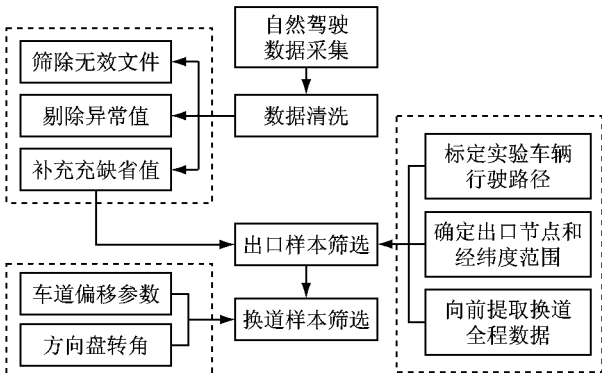 自然驾驶
数据采集
筛除无效文件
剔除异常值
数据清洗
补充充缺省值
标定实验车辆
行驶路径
出口样本筛选
确定出口节点和
经纬度范围
车道偏移参数
换道样本筛选
方向盘转角
向前提取换道
全程数据